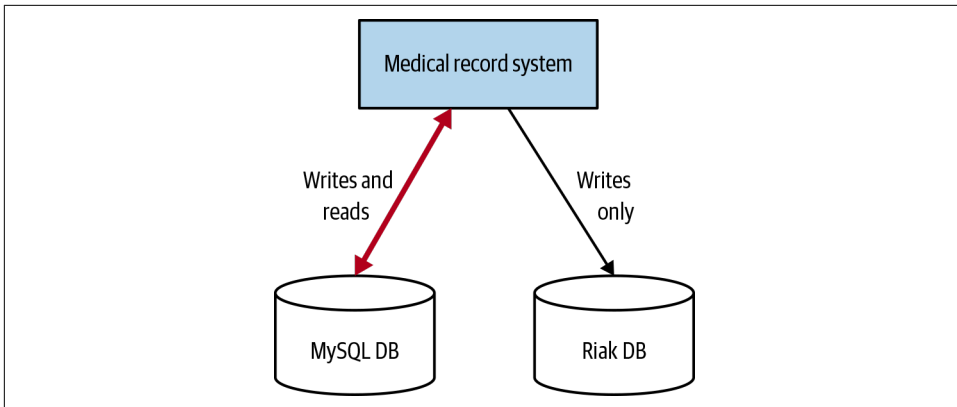 Medical record system
Writes and
reads
Writes
only
MySQL DB
Riak DB